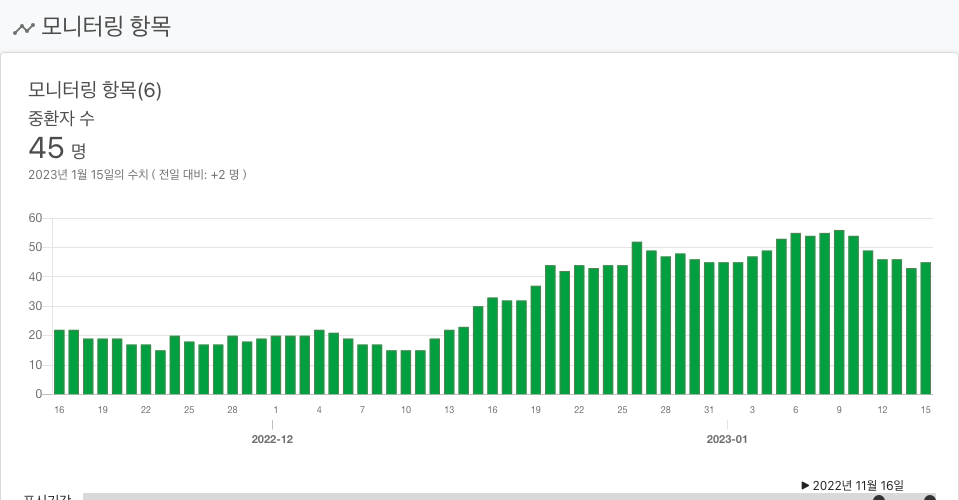 모니터링 항목
모니터링 항목(6)
중환자 수
45 명
2023년 1월 15일의 수치 ( 전일 대비: +2 명 )
60
50
40
30
20
10
0
16 19 22 25 28 1 4 7 10 13 16 19 22 25 28 31 3 6 9 12 15
2022-12 2023-01
▶ 2022년 11월 16일
표시기간